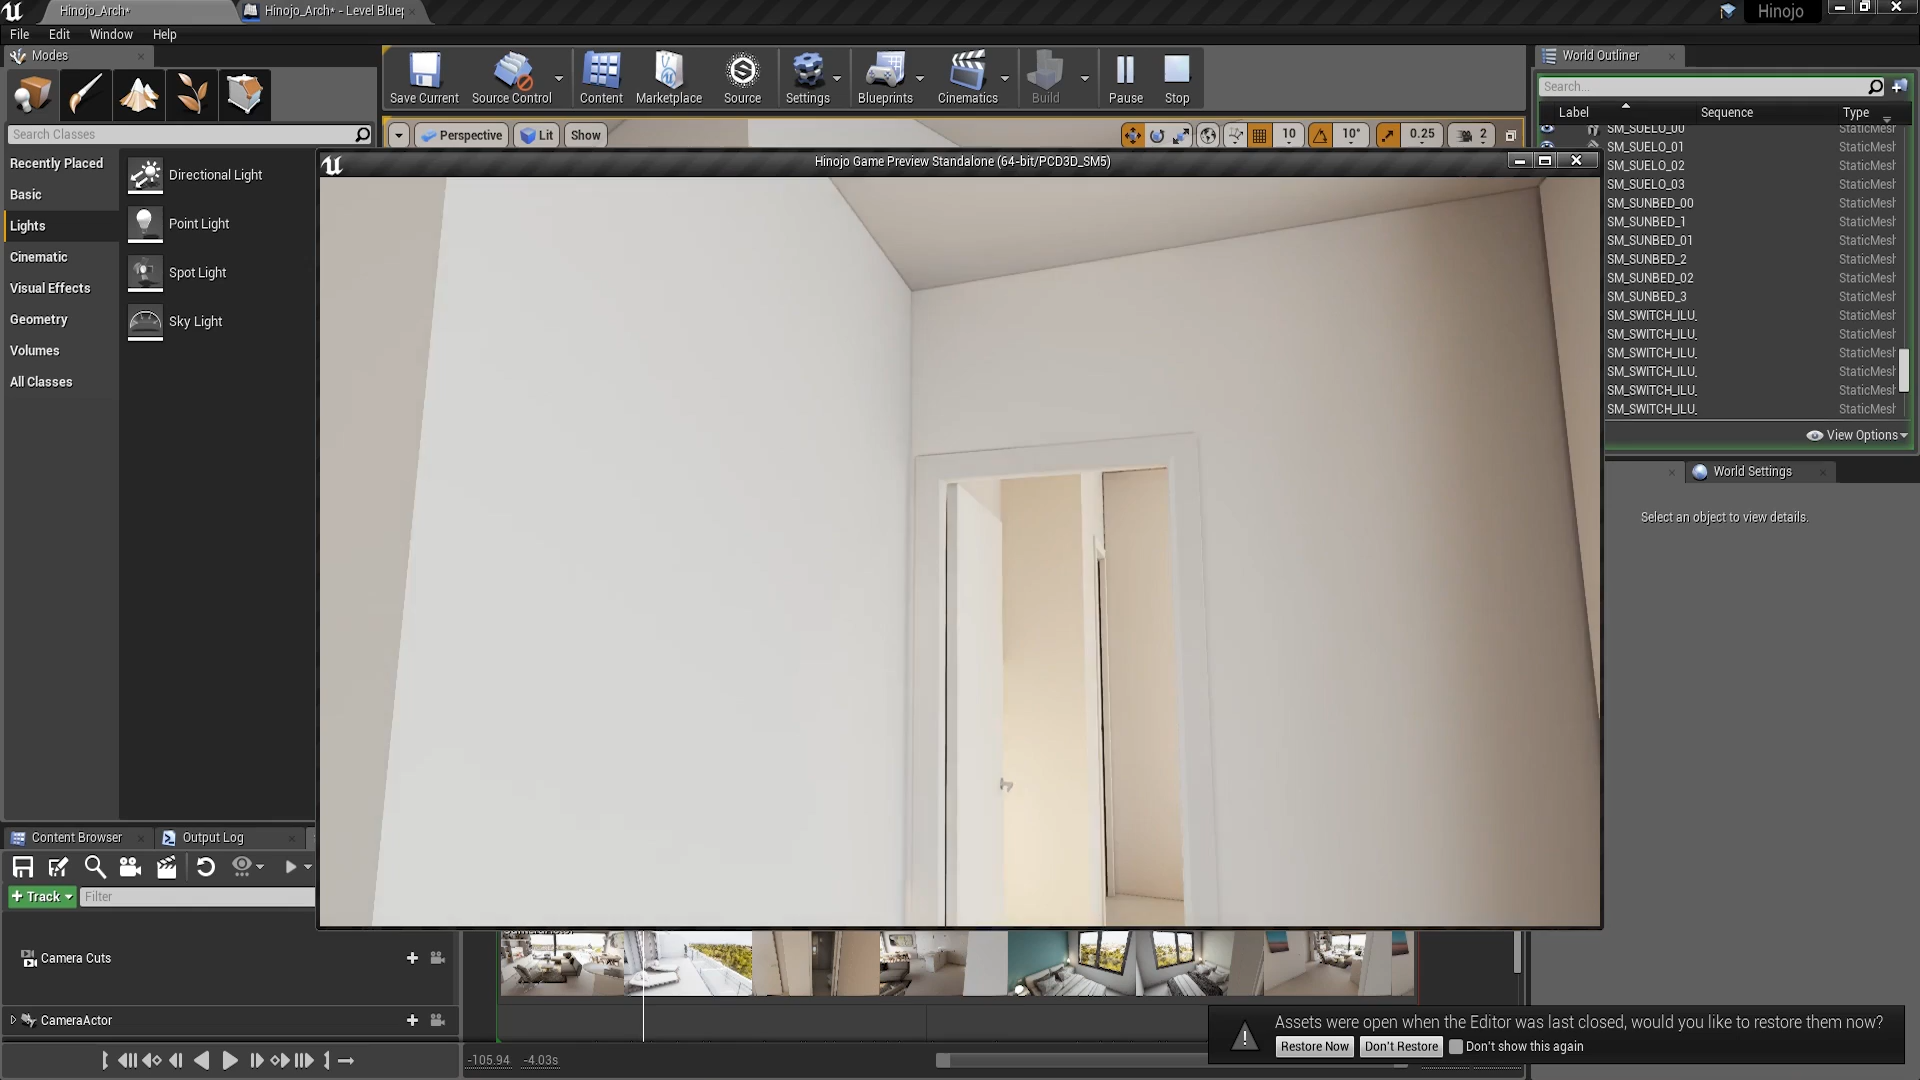 Hinojo_Arch*
Hinojo_Arch* - Level Bluep
Hinojo
File Edit Window Help
Modes
Search Classes
Recently Placed
Basic
Lights
Cinematic
Visual Effects
Geometry
Volumes
All Classes
Directional Light
Point Light
Spot Light
Sky Light
Save Current
Source Control
Content
Marketplace
Source
Settings
Blueprints
Cinematics
Build
Pause
Stop
Perspective
Lit
Show
10
10°
0.25
2
Hinojo Game Preview Standalone (64-bit/PCD3D_SM5)
World Outliner
Search...
Label Sequence Type
SM_SUELO_00 StaticMesh
SM_SUELO_01 StaticMesh
SM_SUELO_02 StaticMesh
SM_SUELO_03 StaticMesh
SM_SUNBED_00 StaticMesh
SM_SUNBED_1 StaticMesh
SM_SUNBED_01 StaticMesh
SM_SUNBED_2 StaticMesh
SM_SUNBED_02 StaticMesh
SM_SUNBED_3 StaticMesh
SM_SWITCH_ILU_ StaticMesh
SM_SWITCH_ILU_ StaticMesh
SM_SWITCH_ILU_ StaticMesh
SM_SWITCH_ILU_ StaticMesh
SM_SWITCH_ILU_ StaticMesh
SM_SWITCH_ILU_ StaticMesh
View Options
World Settings
Select an object to view details.
Content Browser
Output Log
+ Track
Filter
Camera Cuts
CameraActor
-105.94 -4.03s
Assets were open when the Editor was last closed, would you like to restore them now?
Restore Now
Don't Restore
Don't show this again